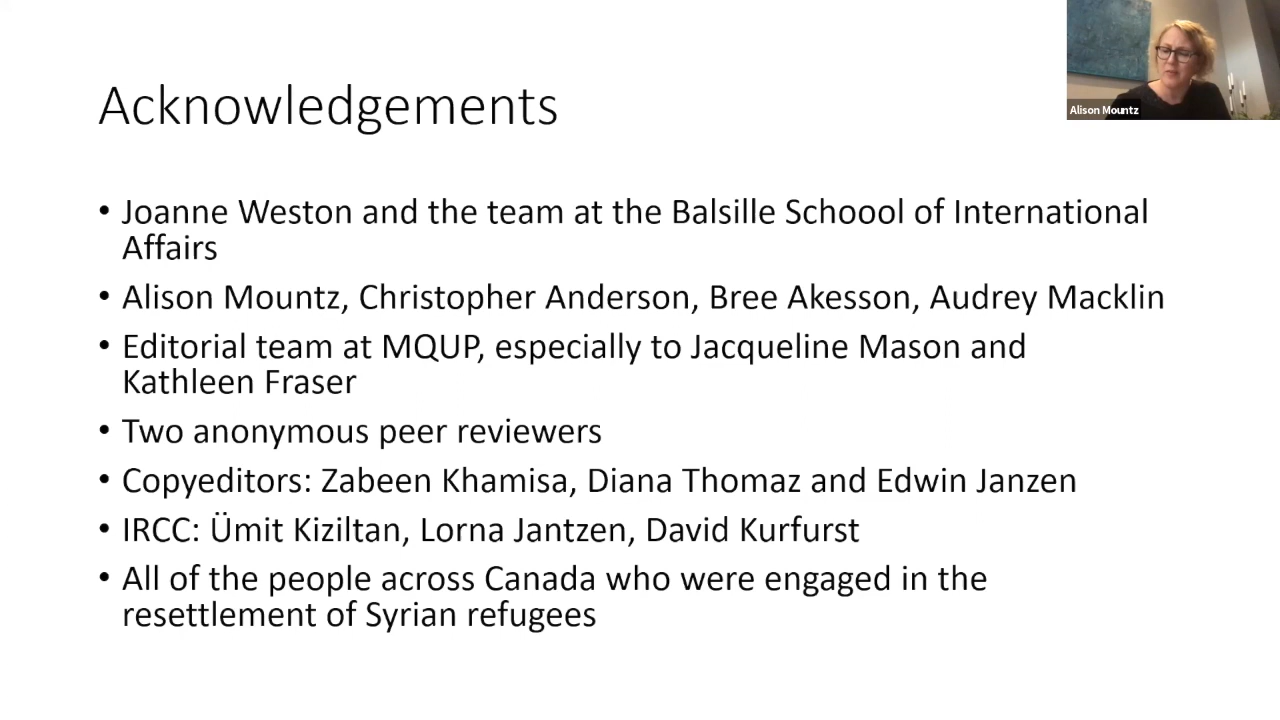 Acknowledgements
Alison Mountz
• Joanne Weston and the team at the Balsille Schoool of International
Affairs
• Alison Mountz, Christopher Anderson, Bree Akesson, Audrey Macklin
• Editorial team at MQUP, especially to Jacqueline Mason and
Kathleen Fraser
• Two anonymous peer reviewers
• Copyeditors: Zabeen Khamisa, Diana Thomaz and Edwin Janzen
• IRCC: Ümit Kiziltan, Lorna Jantzen, David Kurfurst
• All of the people across Canada who were engaged in the
resettlement of Syrian refugees